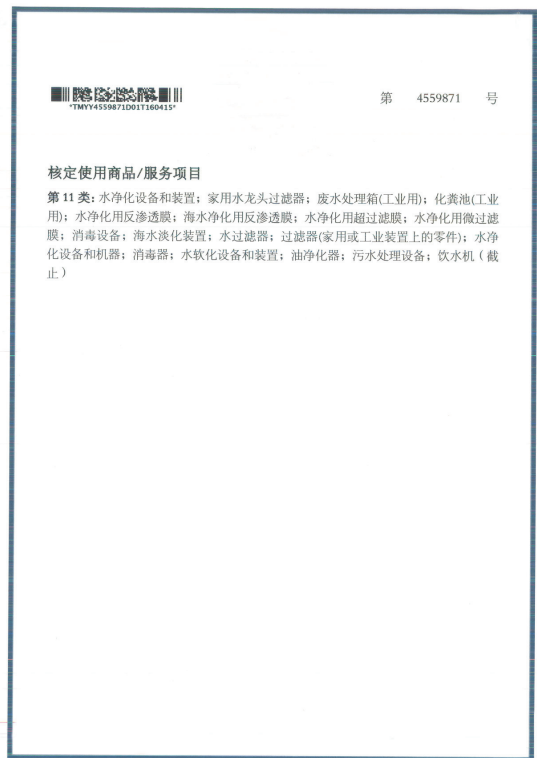 *TMYY4559871D01T160415*
第 4559871 号
核定使用商品/服务项目
第 11 类：水净化设备和装置；家用水龙头过滤器；废水处理箱(工业用)；化粪池(工业
用)；水净化用反渗透膜；海水净化用反渗透膜；水净化用超过滤膜；水净化用微过滤
膜；消毒设备；海水淡化装置；水过滤器；过滤器(家用或工业装置上的零件)；水净
化设备和机器；消毒器；水软化设备和装置；油净化器；污水处理设备；饮水机（截
止）